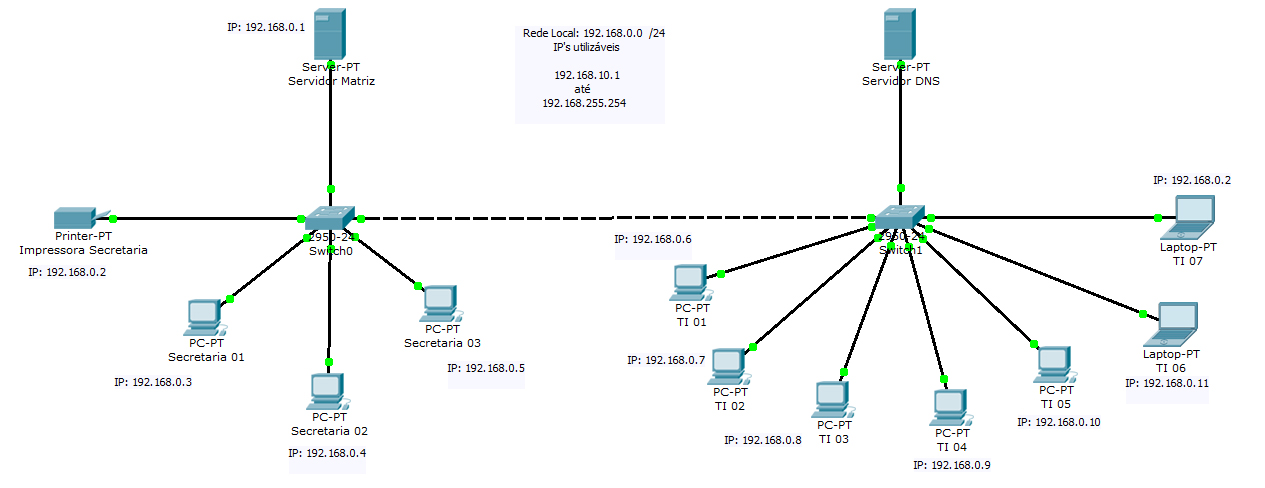 IP: 192.168.0.1
Server-PT
Servidor Matriz
Rede Local: 192.168.0.0 /24
IP's utilizáveis
192.168.10.1
até
192.168.255.254
Server-PT
Servidor DNS
Printer-PT
Impressora Secretaria
IP: 192.168.0.2
2950-24
Switch0
PC-PT
Secretaria 01
IP: 192.168.0.3
PC-PT
Secretaria 02
IP: 192.168.0.4
PC-PT
Secretaria 03
IP: 192.168.0.5
2950-24
Switch1
IP: 192.168.0.2
Laptop-PT
TI 07
IP: 192.168.0.6
PC-PT
TI 01
IP: 192.168.0.7
PC-PT
TI 02
PC-PT
TI 03
IP: 192.168.0.8
PC-PT
TI 04
IP: 192.168.0.9
PC-PT
TI 05
IP: 192.168.0.10
Laptop-PT
TI 06
IP: 192.168.0.11